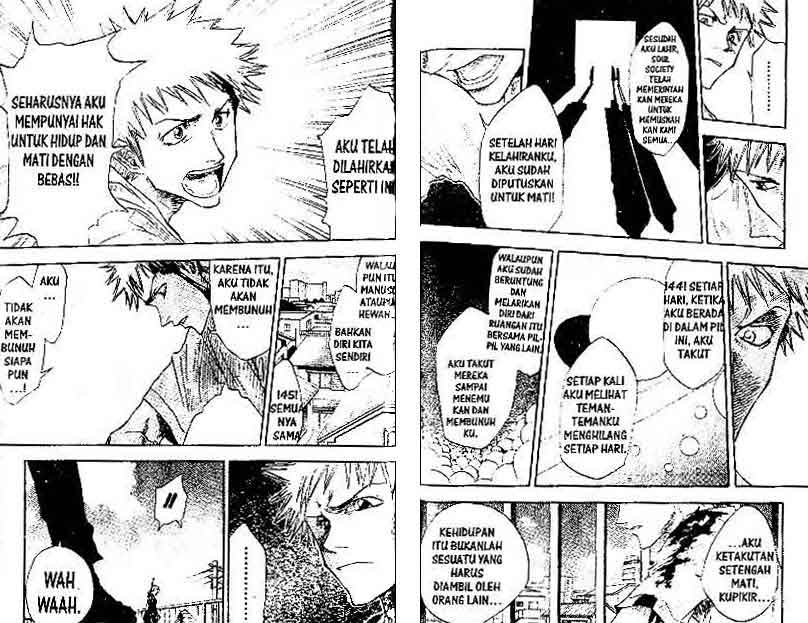 .........
SESUDAH
AKU LAHIR,
SOUL
SOCIETY
TELAH
MEMERINTAH
KAN MEREKA
UNTUK
MEMUSNAH
KAN KAMI
SEMUA...
SETELAH HARI
KELAHIRANKU,
AKU SUDAH
DIPUTUSKAN
UNTUK MATI!
144! SETIAP
HARI, KETIKA
AKU BERADA
DI DALAM PIL
INI, AKU
TAKUT
SETIAP KALI
AKU MELIHAT
TEMAN-
TEMANKU
MENGHILANG
SETIAP HARI.
WALAUPUN
AKU SUDAH
BERUNTUNG
DAN
MELARIKAN
DIRI DARI
RUANGAN ITU
BERSAMA PIL-
PIL YANG LAIN...
AKU TAKUT
MEREKA
SAMPAI
MENEMU
KAN DAN
MEMBUNUH
KU.
...AKU
KETAKUTAN
SETENGAH
MATI,
KUPIKIR...
KEHIDUPAN
ITU BUKANLAH
SESUATU YANG
HARUS
DIAMBIL OLEH
ORANG LAIN...
AKU TELAH
DILAHIRKA
SEPERTI IN
SEHARUSNYA AKU
MEMPUNYAI HAK
UNTUK HIDUP DAN
MATI DENGAN
BEBAS!!
WALAU
PUN ITU
MANUS
ATAUPA
HEWAN...
BAHKAN
DIRI KITA
SENDIRI
...
145!
SEMUA
NYA
SAMA
KARENA ITU,
AKU TIDAK
AKAN
MEMBUNUH
...
AKU
...
TIDAK
AKAN
MEM-
BUNUH
SIAPA
PUN
...!
.........
!!
WAH
WAAH.